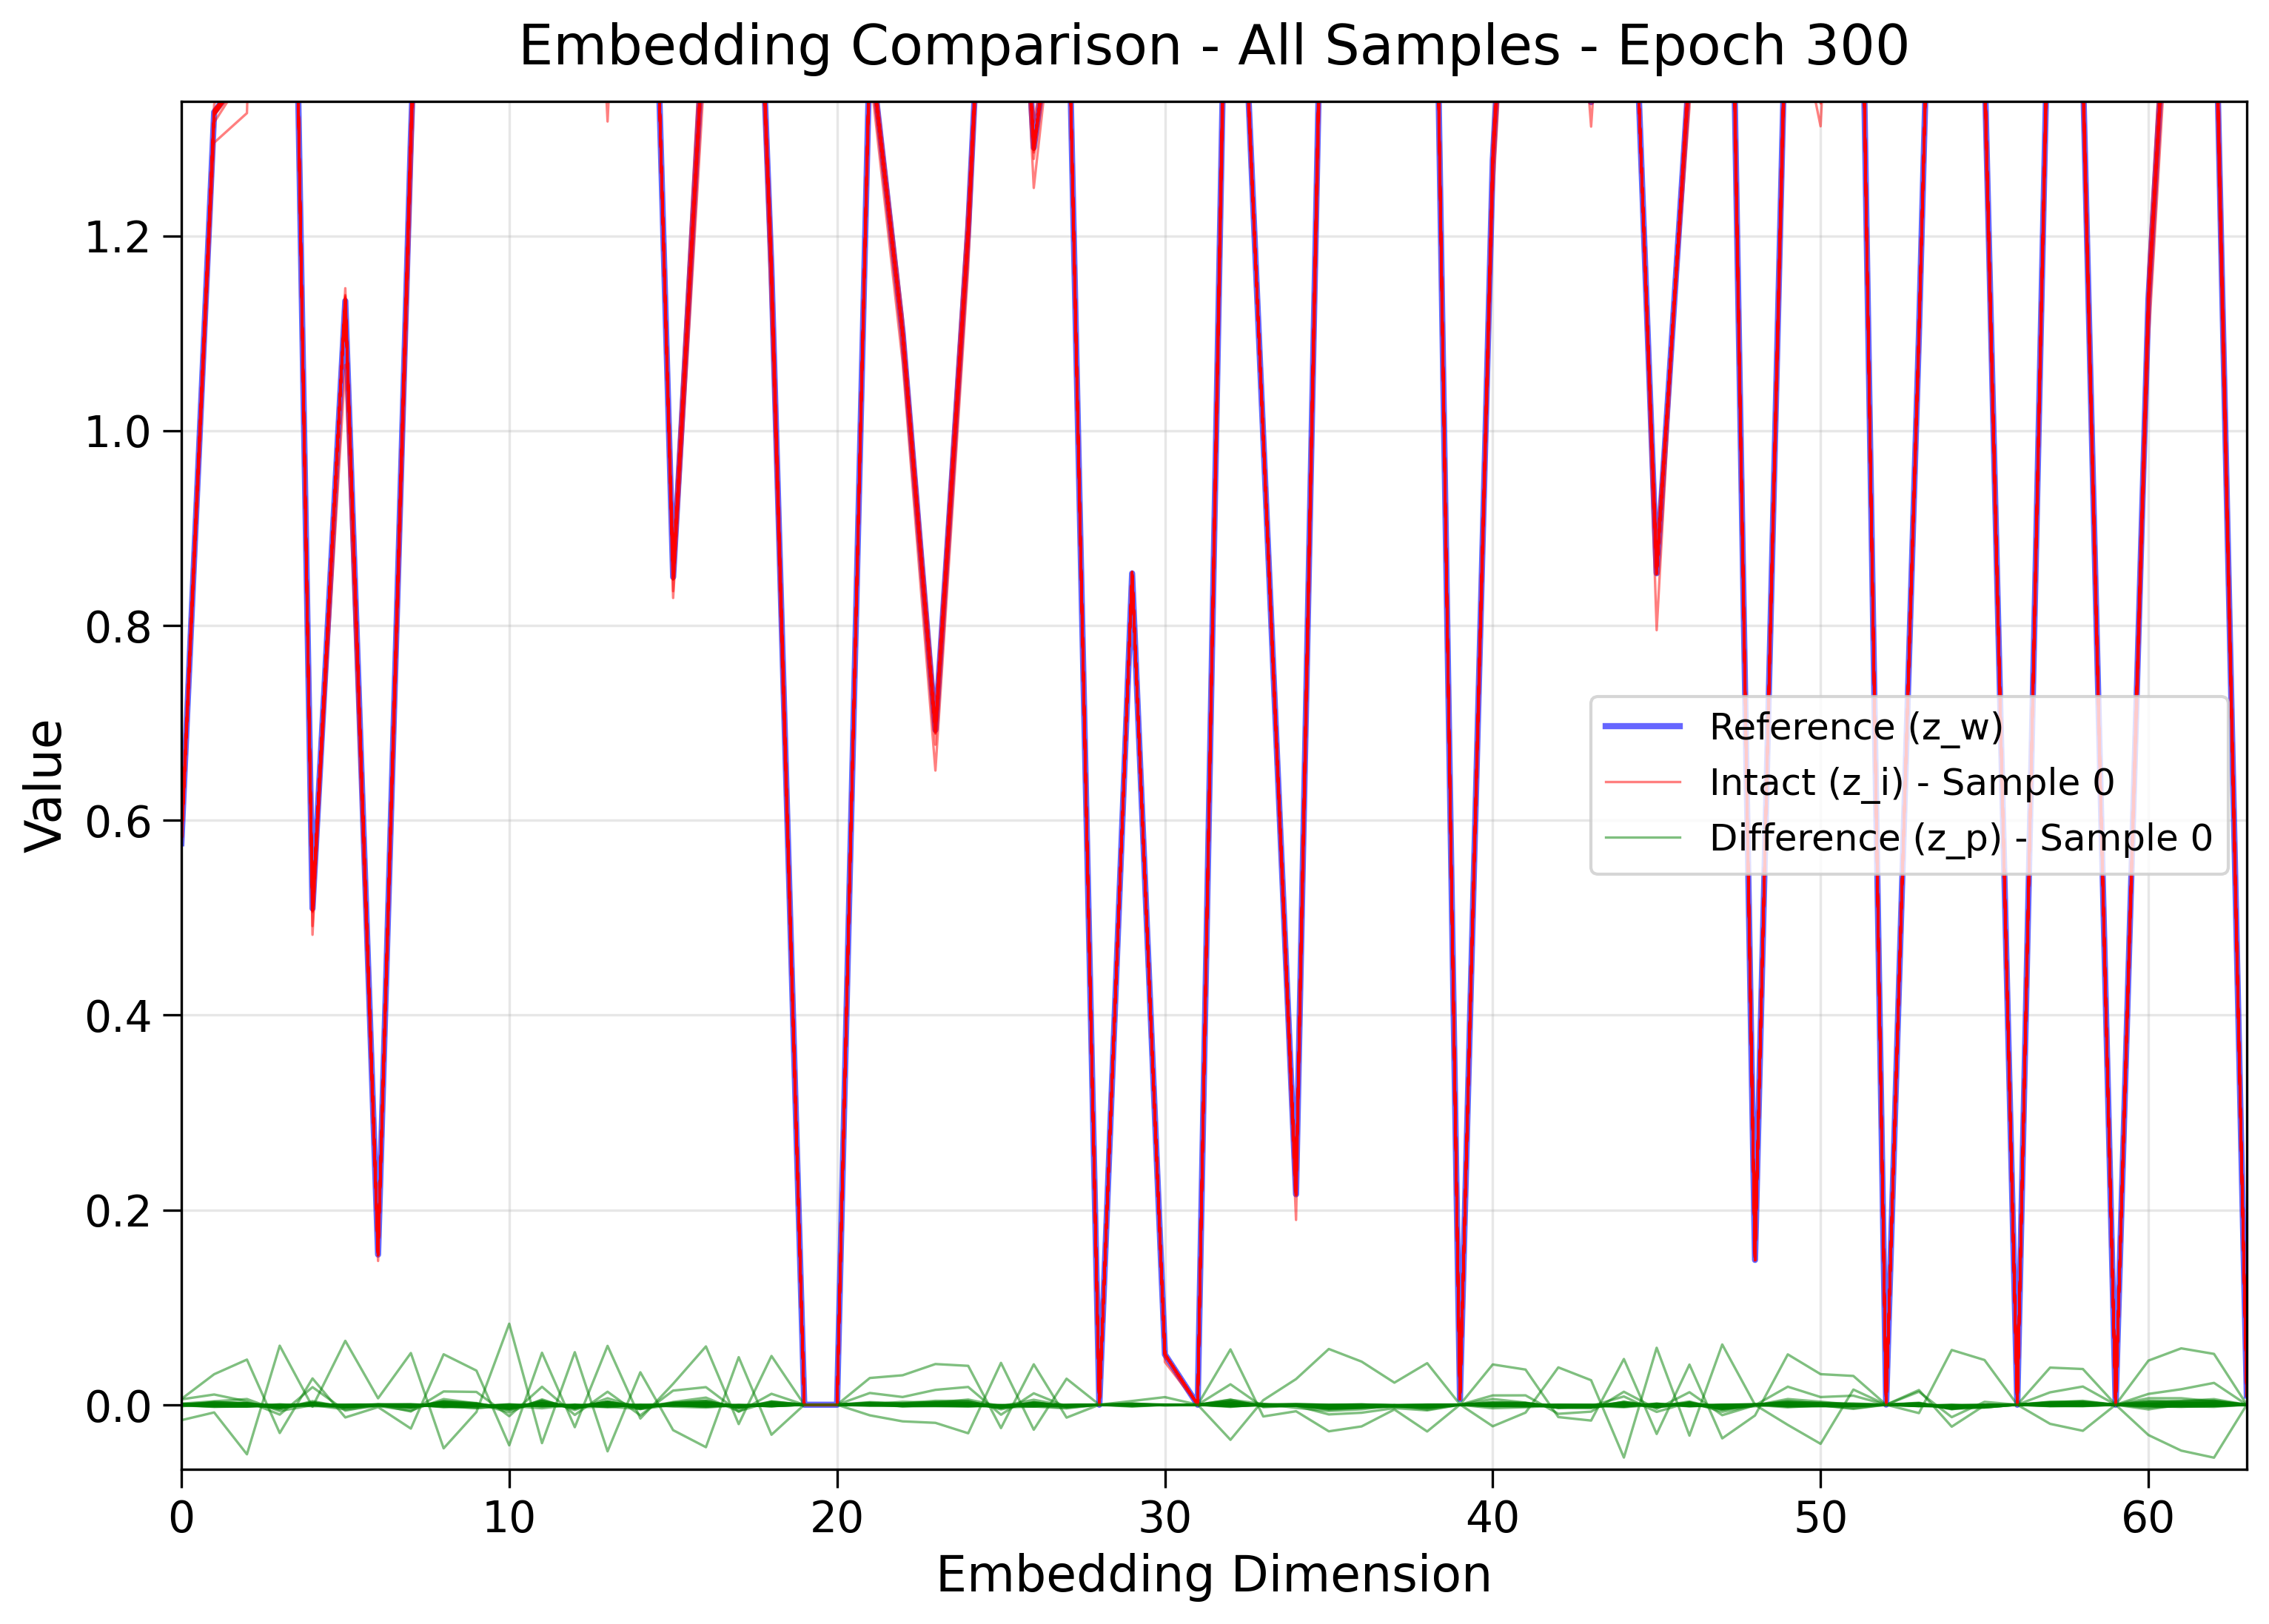 Embedding Comparison - All Samples - Epoch 300
Value
1.2
1.0
0.8
0.6
0.4
0.2
0.0
Reference (z_w)
Intact (z_i) - Sample 0
Difference (z_p) - Sample 0
0 10 20 30 40 50 60
Embedding Dimension